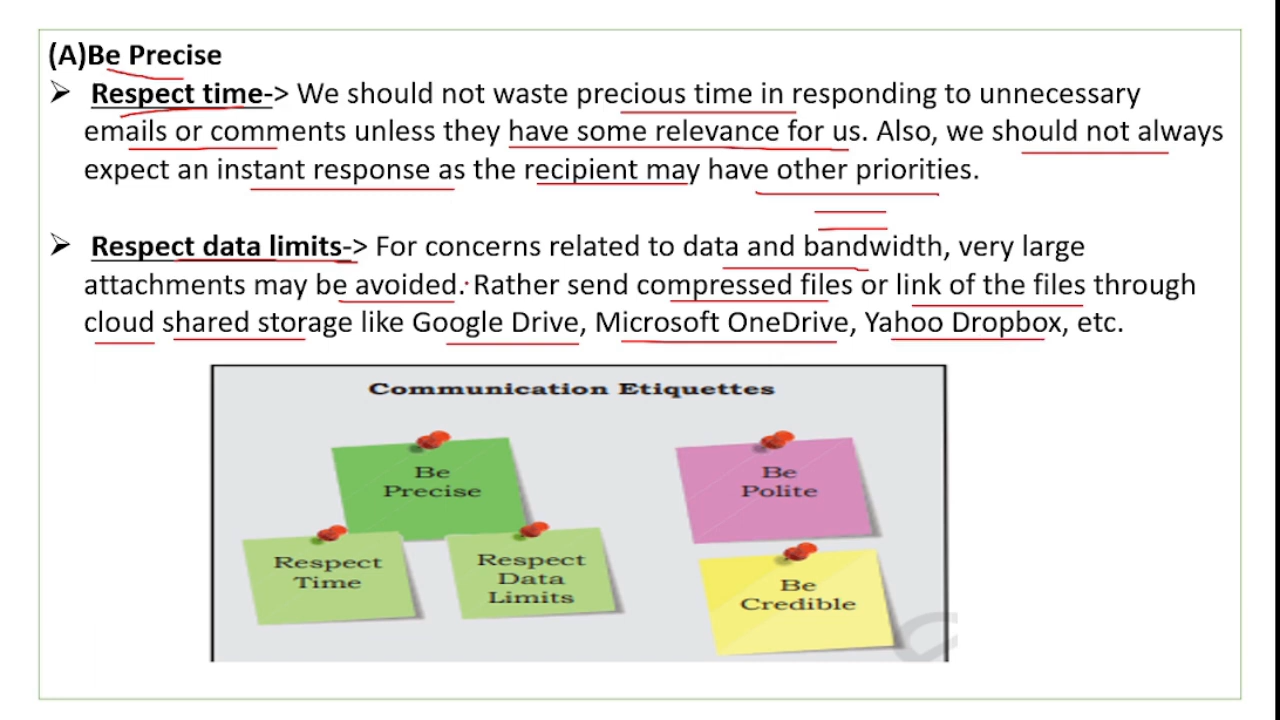 (A)Be Precise
➢ Respect time-> We should not waste precious time in responding to unnecessary
emails or comments unless they have some relevance for us. Also, we should not always
expect an instant response as the recipient may have other priorities.
➢ Respect data limits-> For concerns related to data and bandwidth, very large
attachments may be avoided. Rather send compressed files or link of the files through
cloud shared storage like Google Drive, Microsoft OneDrive, Yahoo Dropbox, etc.
Communication Etiquettes
Be
Precise
Respect
Time
Respect
Data
Limits
Be
Polite
Be
Credible